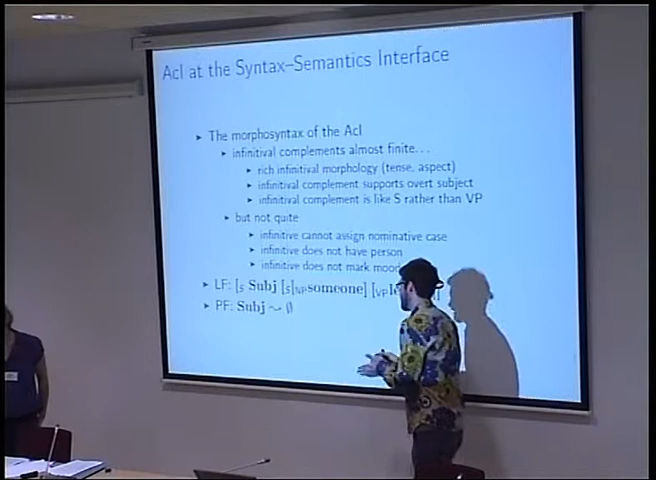 AcI at the Syntax–Semantics Interface
The morphosyntax of the AcI
infinitival complements almost finite...
rich infinitival morphology (tense, aspect)
infinitival complement supports overt subject
infinitival complement is like S rather than VP
but not quite
infinitive cannot assign nominative case
infinitive does not have person
infinitive does not mark mood
LF: [S Subj [S[NPsomeone] [VP
PF: Subj ~ ∅